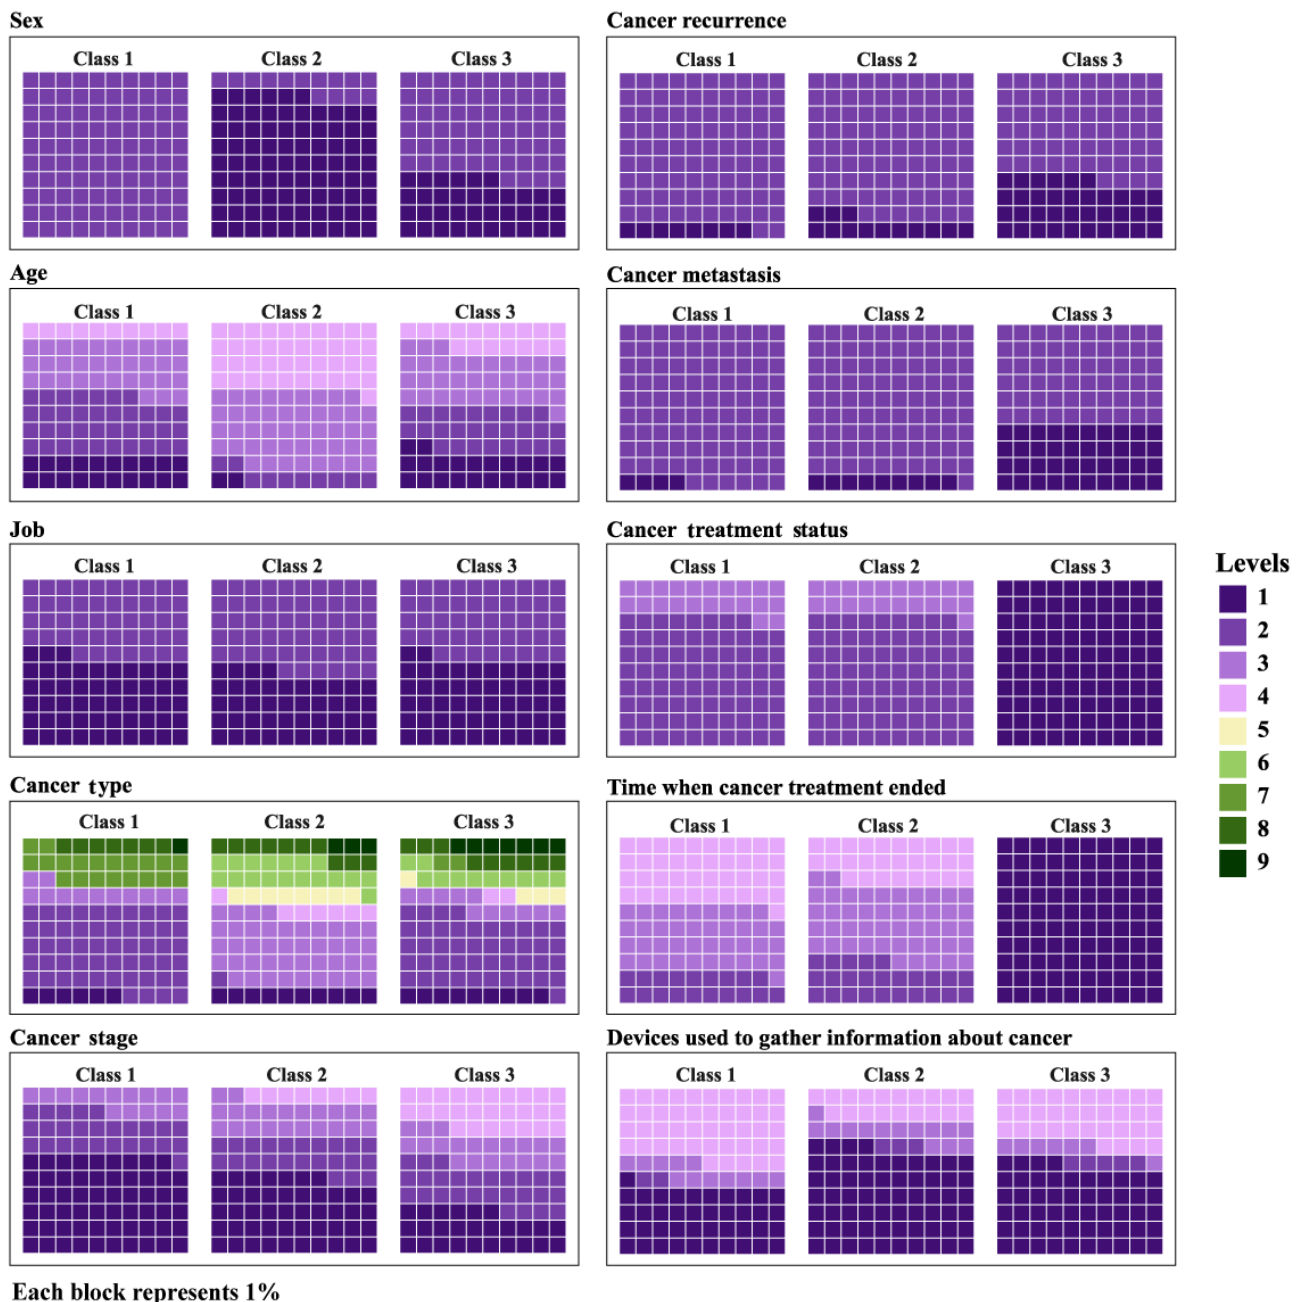 Sex
Class 1 Class 2 Class 3
Age
Class 1 Class 2 Class 3
Job
Class 1 Class 2 Class 3
Cancer type
Class 1 Class 2 Class 3
Cancer stage
Class 1 Class 2 Class 3
Each block represents 1%
Cancer recurrence
Class 1 Class 2 Class 3
Cancer metastasis
Class 1 Class 2 Class 3
Cancer treatment status
Class 1 Class 2 Class 3
Time when cancer treatment ended
Class 1 Class 2 Class 3
Devices used to gather information about cancer
Class 1 Class 2 Class 3
Levels
1
2
3
4
5
6
7
8
9